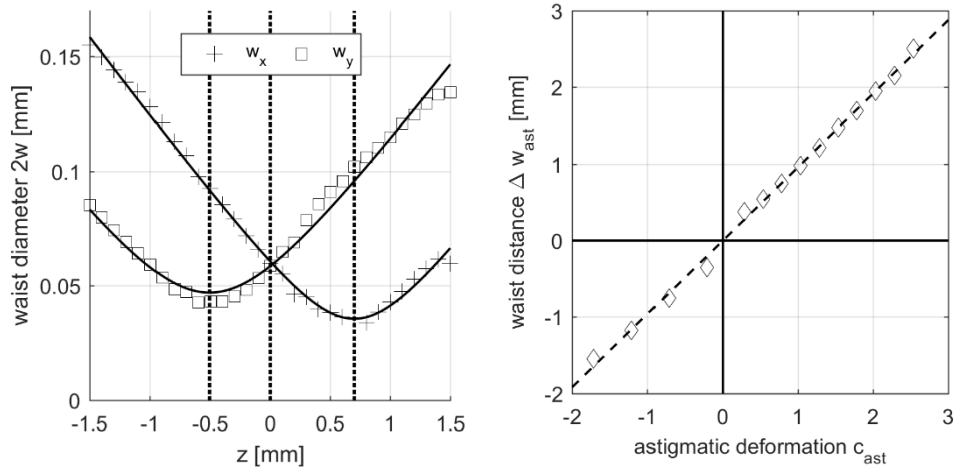 waist diameter 2w [mm]
0.15
0.1
0.05
0
w_x
w_y
-1.5 -1 -0.5 0 0.5 1 1.5
z [mm]
waist distance Δ w_ast [mm]
3
2
1
0
-1
-2
-2 -1 0 1 2 3
astigmatic deformation c_ast